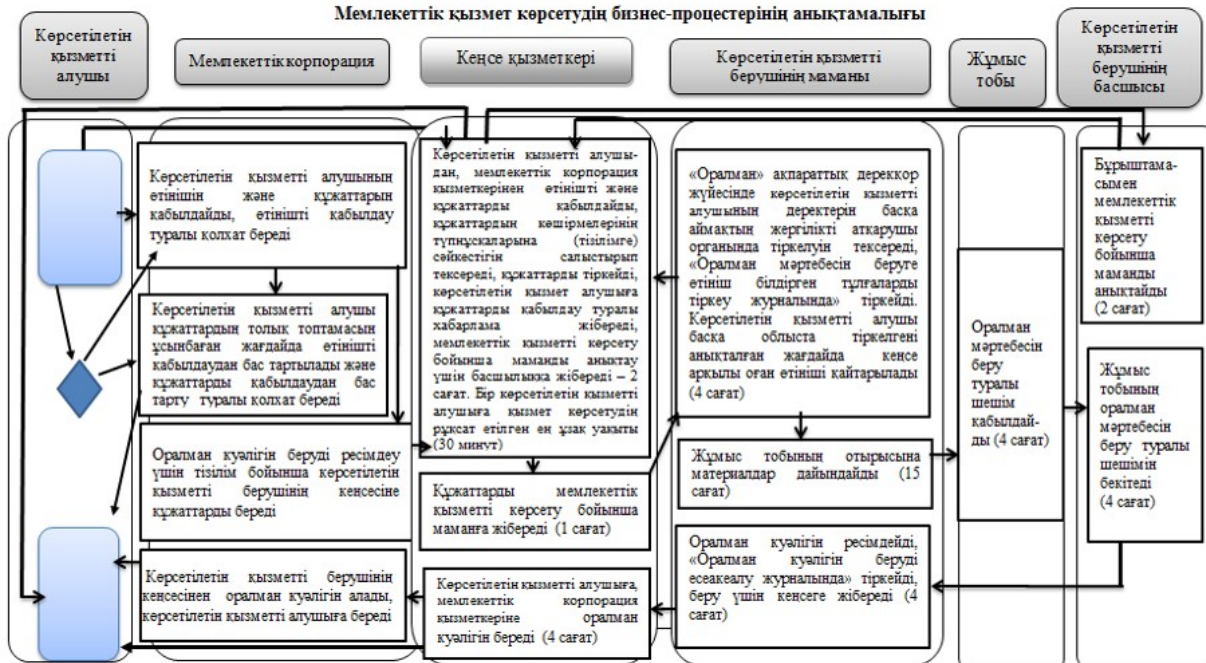 Мемлекеттік қызмет көрсетудің бизнес-процестерінің анықтамалығы
Көрсетілетін
қызметті
алушы
Мемлекеттік корпорация
Кеңсе қызметкері
Көрсетілетін қызметті
берушінің маманы
Жұмыс
тобы
Көрсетілетін
қызметті
берушінің
басшысы
Көрсетілетін қызметті алушының
өтінішін және құжаттарын
қабылдайды, өтінішті қабылдау
туралы қолхат береді
Көрсетілетін қызметті алушы
құжаттардың толық топтамасын
ұсынбаған жағдайда өтінішті
қабылдаудан бас тартылады және
құжаттарды қабылдаудан бас
тарту туралы қолхат береді
Оралман куәлігін беруді ресімдеу
үшін тізілім бойынша көрсетілетін
қызметті берушінің кеңсесіне
құжаттарды береді
Көрсетілетін қызметті берушінің
кеңсесінен оралман куәлігін алады,
көрсетілетін қызметті алушыға береді
Көрсетілетін қызметті алушы-
дан, мемлекеттік корпорация
қызметкерінен өтінішті және
құжаттарды қабылдайды,
құжаттардың көшірмелерінің
түпнұсқаларына (тізілімге)
сәйкестігін салыстырып
тексереді, құжаттарды тіркейді,
көрсетілетін қызмет алушыға
құжаттарды қабылдау туралы
хабарлама жібереді,
мемлекеттік қызметті көрсету
бойынша маманды анықтау
үшін басшылыққа жібереді – 2
сағат. Бір көрсетілетін қызметті
алушыға қызмет көрсетудің
рұқсат етілген ең ұзақ уақыты
(30 минут)
Құжаттарды мемлекеттік
қызметті көрсету бойынша
маманға жібереді (1 сағат)
Көрсетілетін қызметті алушыға,
мемлекеттік корпорация
қызметкеріне оралман
куәлігін береді (4 сағат)
«Оралман» ақпараттық дерекқор
жүйесінде көрсетілетін қызметті
алушының деректерін басқа
аймақтың жергілікті атқарушы
органында тіркелуін тексереді,
«Оралман мәртебесін беруге
өтініш білдірген тұлғаларды
тіркеу журналында» тіркейді.
Көрсетілетін қызметті алушы
басқа облыста тіркелгені
анықталған жағдайда кеңсе
арқылы оған өтініші қайтарылады
(4 сағат)
Жұмыс тобының отырысына
материалдар дайындайды (15
сағат)
Оралман куәлігін ресімдейді,
«Оралман куәлігін беруді
есеакеалу журналында» тіркейді,
беру үшін кеңсеге жібереді (4
сағат)
Оралман
мәртебесін
беру
туралы
шешім
қабылдай-
ды (4 сағат)
Бұрыштама-
сымен
мемлекеттік
қызметті
көрсету
бойынша
маманды
анықтайды
(2 сағат)
Жұмыс
тобының
оралман
мәртебесін
беру туралы
шешімін
бекітеді
(4 сағат)